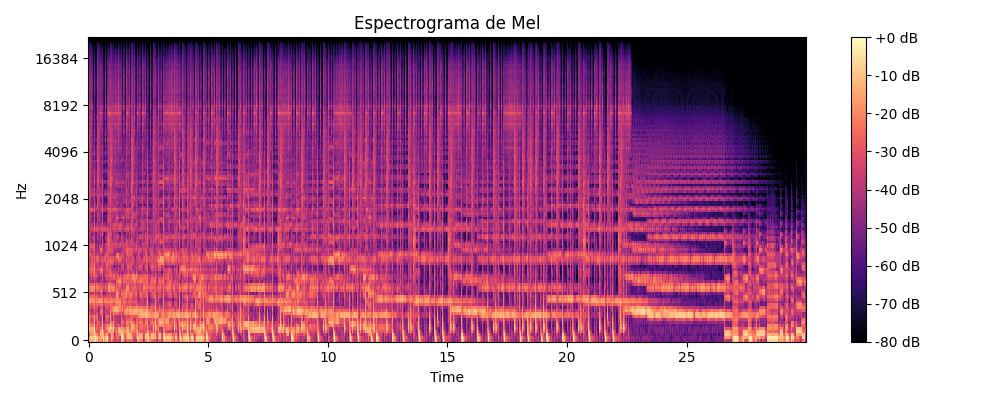 Espectrograma de Mel
Hz
16384
8192
4096
2048
1024
512
0
0 5 10 15 20 25
Time
+0 dB
-10 dB
-20 dB
-30 dB
-40 dB
-50 dB
-60 dB
-70 dB
-80 dB